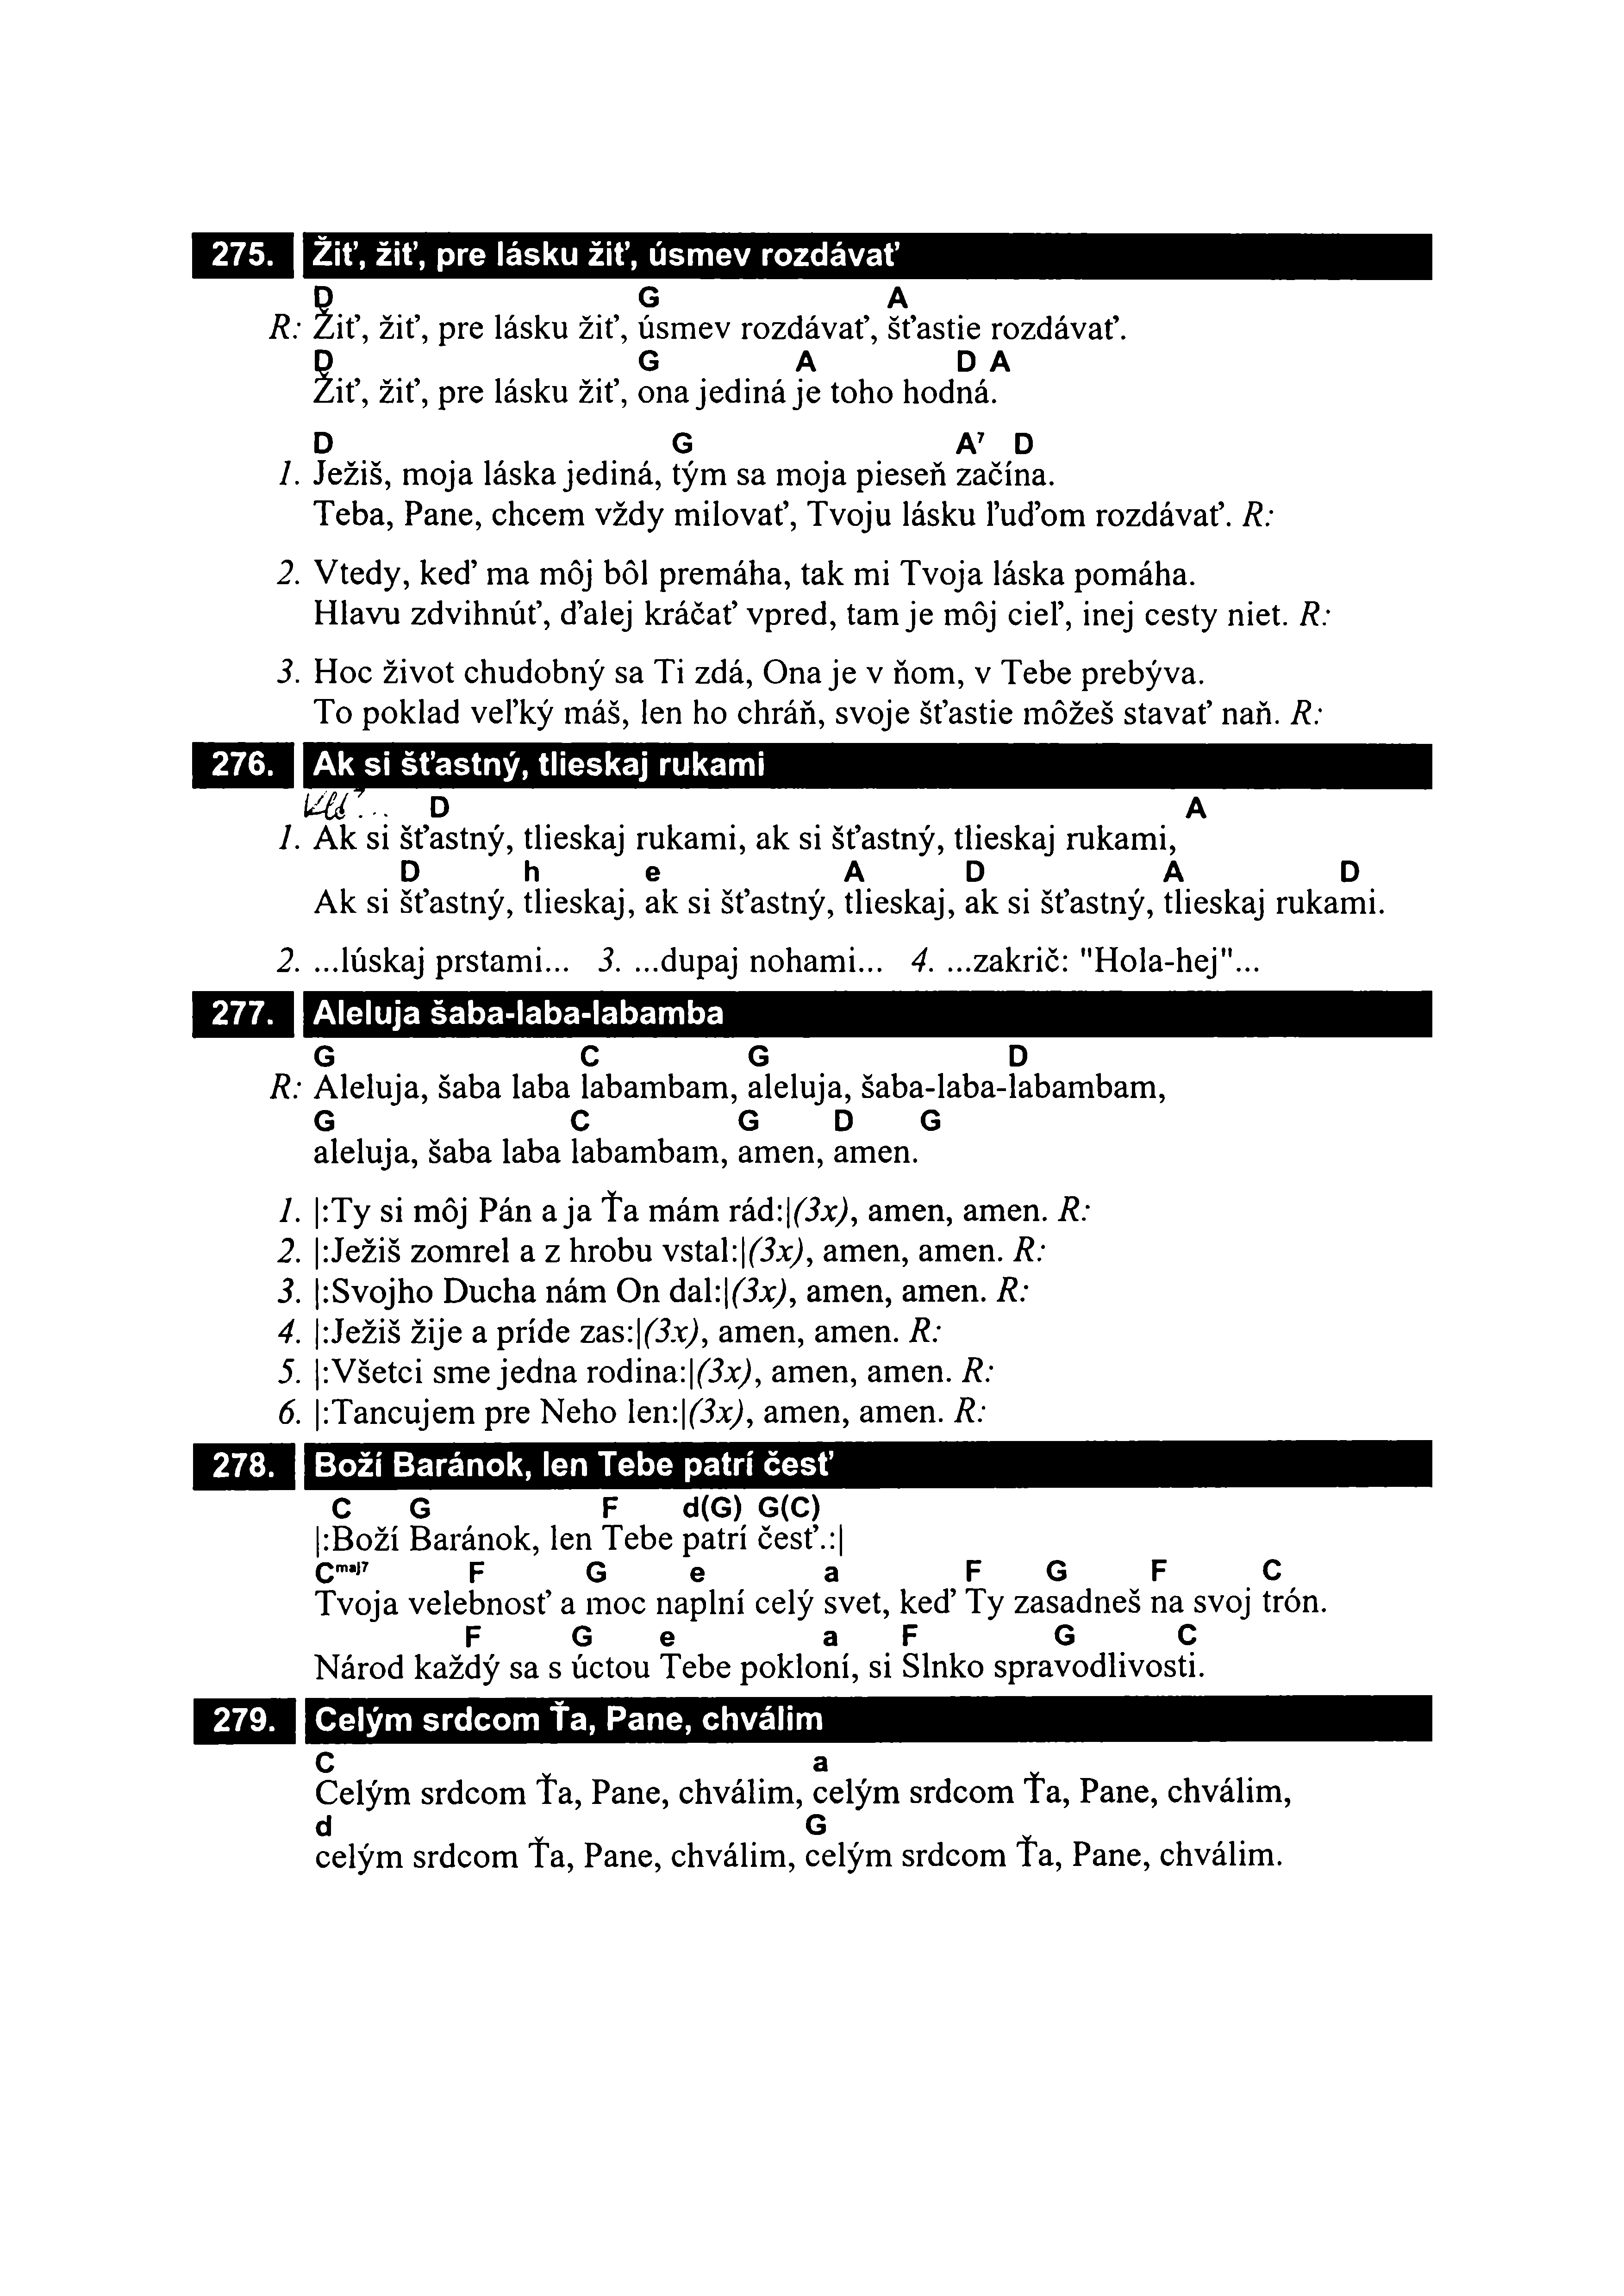 275. Žiť, žiť, pre lásku žiť, úsmev rozdávať
D G A
R: Žiť, žiť, pre lásku žiť, úsmev rozdávať, šťastie rozdávať.
D G A D A
Žiť, žiť, pre lásku žiť, ona jediná je toho hodná.
D G A7 D
1. Ježiš, moja láska jediná, tým sa moja pieseň začína.
Teba, Pane, chcem vždy milovať, Tvoju lásku ľuďom rozdávať. R:
2. Vtedy, keď ma môj bôl premáha, tak mi Tvoja láska pomáha.
Hlavu zdvihnúť, ďalej kráčať vpred, tam je môj cieľ, inej cesty niet. R:
3. Hoc život chudobný sa Ti zdá, Ona je v ňom, v Tebe prebýva.
To poklad veľký máš, len ho chráň, svoje šťastie môžeš stavať naň. R:
276. Ak si šťastný, tlieskaj rukami
D A
1. Ak si šťastný, tlieskaj rukami, ak si šťastný, tlieskaj rukami,
D h e A D A D
Ak si šťastný, tlieskaj, ak si šťastný, tlieskaj, ak si šťastný, tlieskaj rukami.
2. ...lúskaj prstami... 3. ...dupaj nohami... 4. ...zakrič: "Hola-hej"...
277. Aleluja šaba-laba-labamba
G C G D
R: Aleluja, šaba laba labambam, aleluja, šaba-laba-labambam,
G C G D G
aleluja, šaba laba labambam, amen, amen.
1. |:Ty si môj Pán a ja Ťa mám rád:|(3x), amen, amen. R:
2. |:Ježiš zomrel a z hrobu vstal:|(3x), amen, amen. R:
3. |:Svojho Ducha nám On dal:|(3x), amen, amen. R:
4. |:Ježiš žije a príde zas:|(3x), amen, amen. R:
5. |:Všetci sme jedna rodina:|(3x), amen, amen. R:
6. |:Tancujem pre Neho len:|(3x), amen, amen. R:
278. Boží Baránok, len Tebe patrí česť
C G F d(G) G(C)
|:Boží Baránok, len Tebe patrí česť.:|
Cmaj7 F G e a F G F C
Tvoja velebnosť a moc naplní celý svet, keď Ty zasadneš na svoj trón.
F G e a F G C
Národ každý sa s úctou Tebe pokloní, si Slnko spravodlivosti.
279. Celým srdcom Ťa, Pane, chválim
C a
Celým srdcom Ťa, Pane, chválim, celým srdcom Ťa, Pane, chválim,
d G
celým srdcom Ťa, Pane, chválim, celým srdcom Ťa, Pane, chválim.